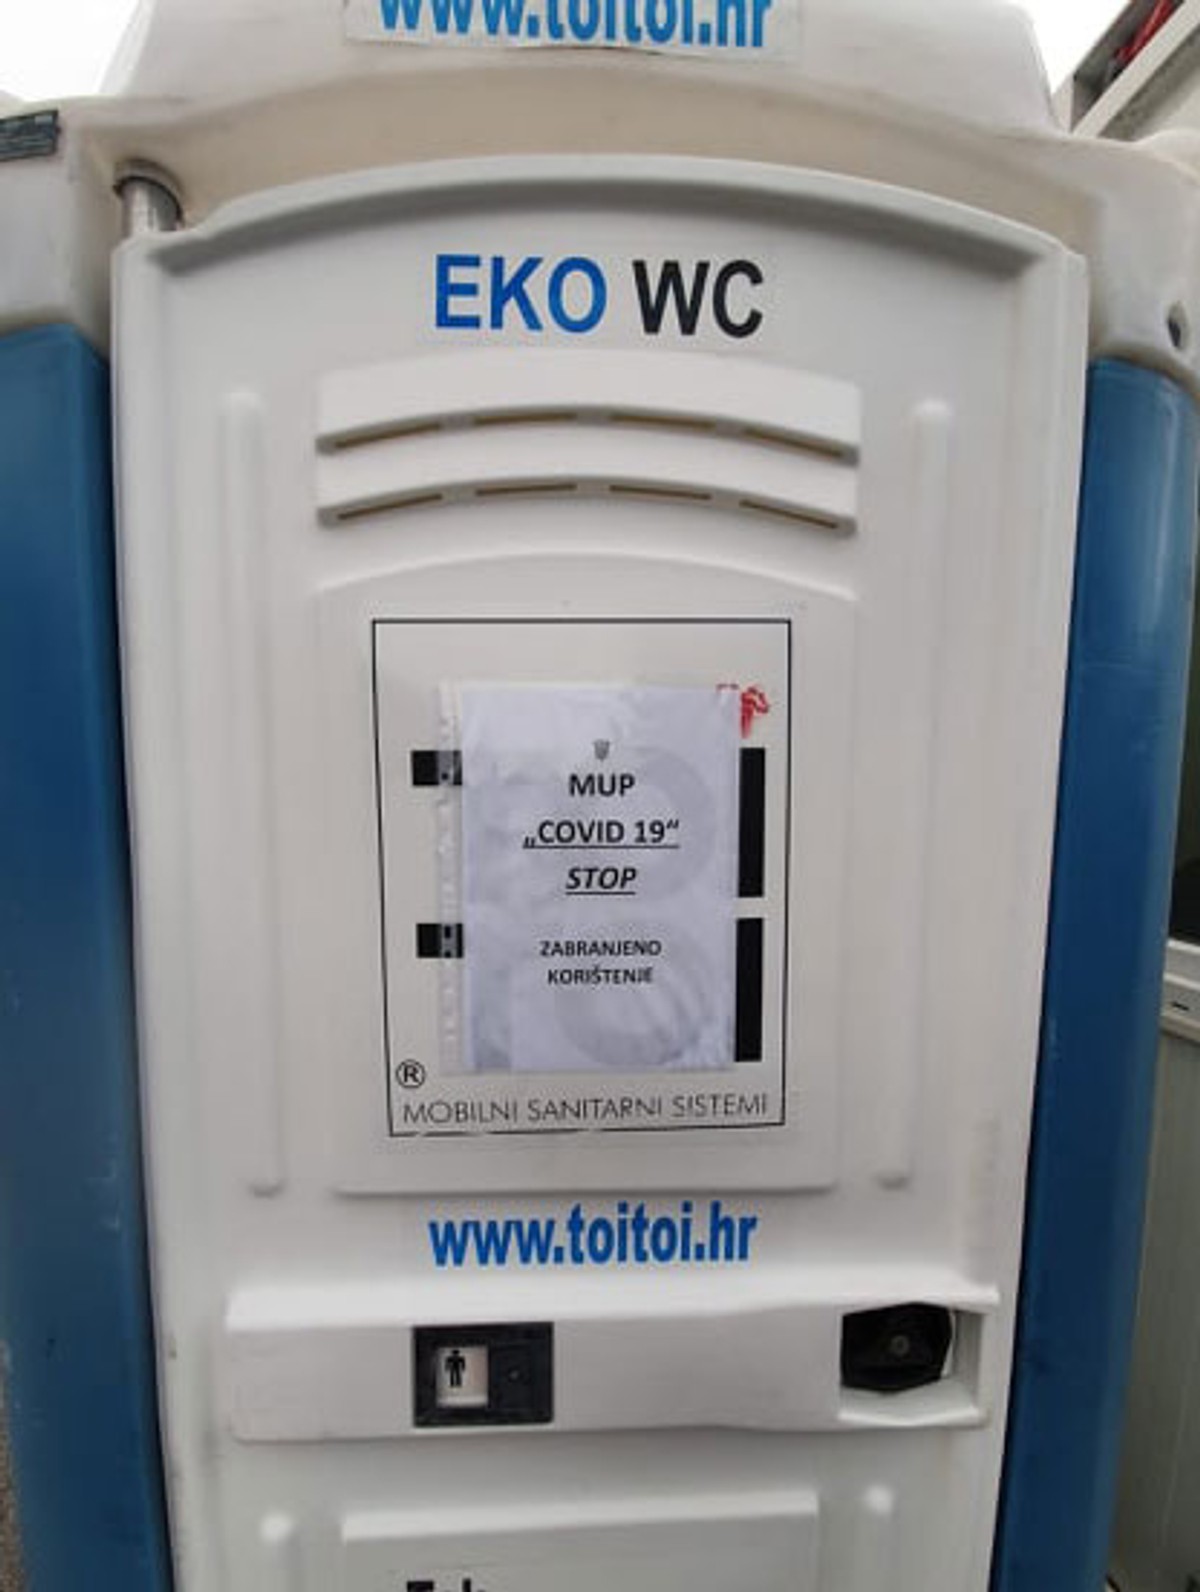 www.toitoi.hr
EKO WC
MUP
„COVID 19“
STOP
ZABRANJENO
KORIŠTENJE
®
MOBILNI SANITARNI SISTEMI
www.toitoi.hr